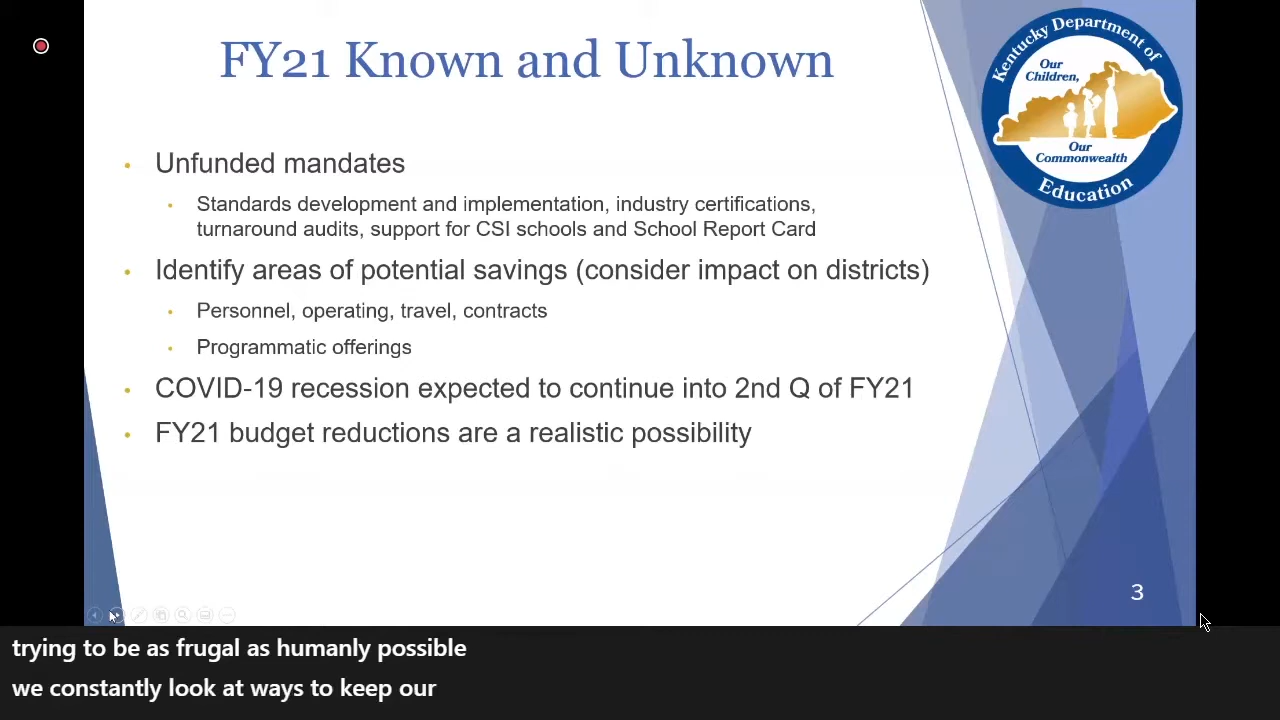 FY21 Known and Unknown
Kentucky Department of
Our
Children,
Our
Commonwealth
Education
Unfunded mandates
Standards development and implementation, industry certifications,
turnaround audits, support for CSI schools and School Report Card
Identify areas of potential savings (consider impact on districts)
Personnel, operating, travel, contracts
Programmatic offerings
COVID-19 recession expected to continue into 2nd Q of FY21
FY21 budget reductions are a realistic possibility
3
trying to be as frugal as humanly possible
we constantly look at ways to keep our